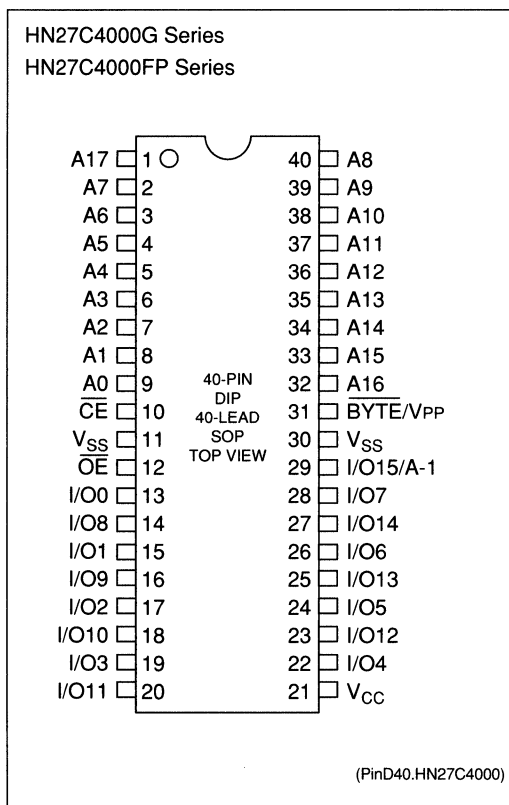 HN27C4000G Series
HN27C4000FP Series
A17 1 40 A8
A7 2 39 A9
A6 3 38 A10
A5 4 37 A11
A4 5 36 A12
A3 6 35 A13
A2 7 34 A14
A1 8 33 A15
A0 9 32 A16
C̅E̅ 10 31 B̅Y̅T̅E̅/VPP
VSS 11 30 VSS
O̅E̅ 12 29 I/O15/A-1
I/O0 13 28 I/O7
I/O8 14 27 I/O14
I/O1 15 26 I/O6
I/O9 16 25 I/O13
I/O2 17 24 I/O5
I/O10 18 23 I/O12
I/O3 19 22 I/O4
I/O11 20 21 VCC
40-PIN
DIP
40-LEAD
SOP
TOP VIEW
(PinD40.HN27C4000)